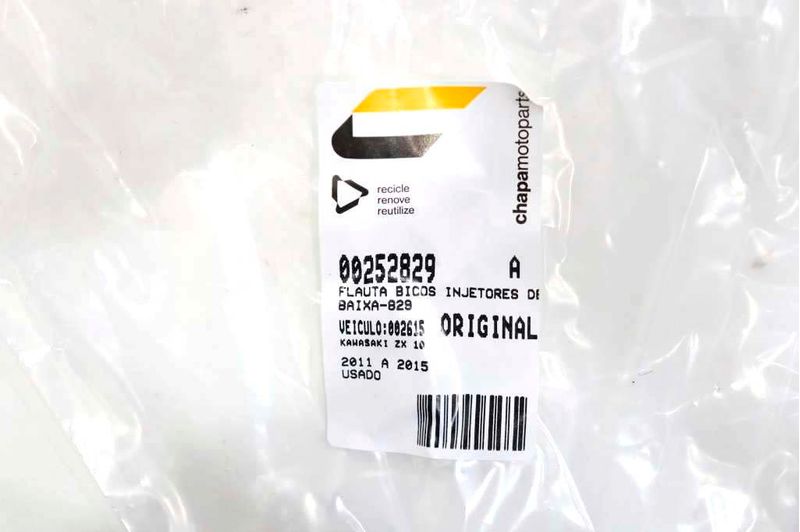 chapamotoparts
recicle
renove
reutilize
00252829 A
FLAUTA BICOS INJETORES DE
BAIXA-829
VEICULO:002615 ORIGINAL
KAWASAKI ZX 10
2011 A 2015
USADO